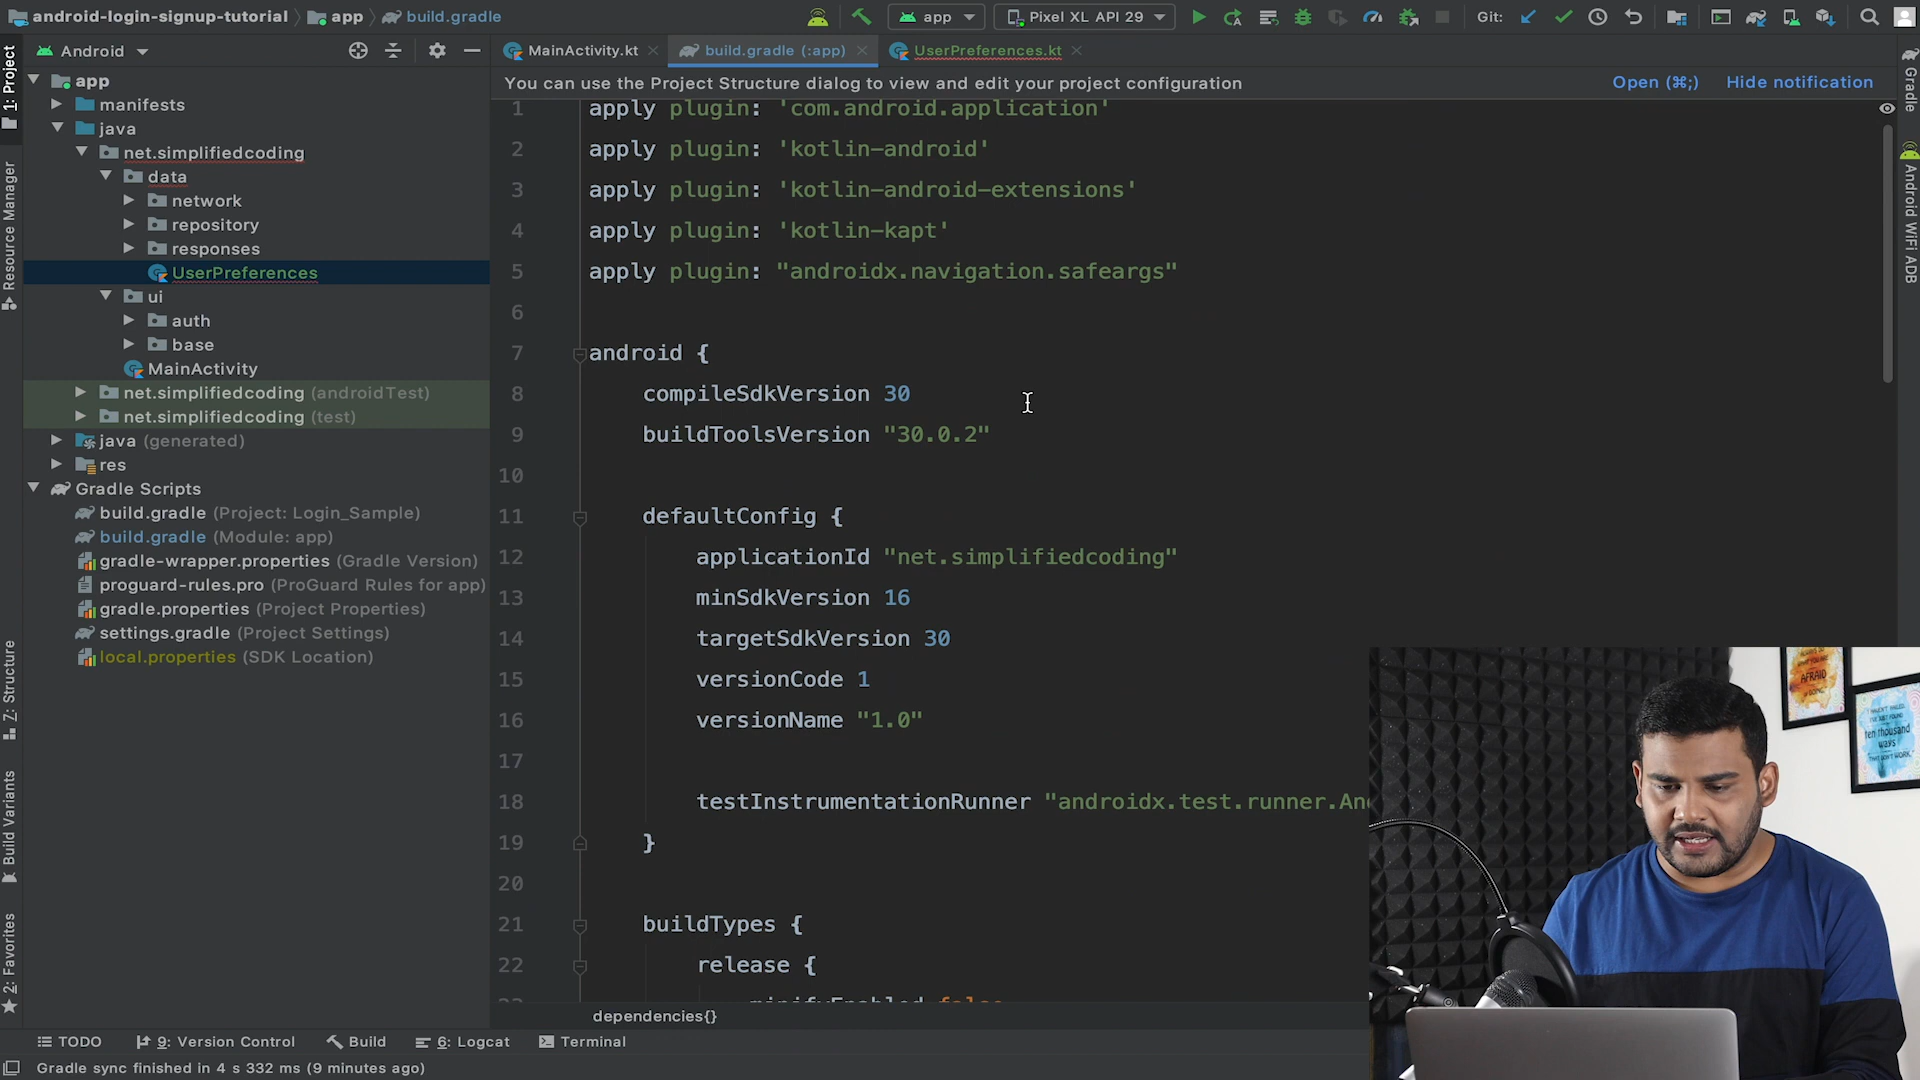 android-login-signup-tutorial app build.gradle
app Pixel XL API 29 Git:
Android
MainActivity.kt build.gradle (:app) UserPreferences.kt
You can use the Project Structure dialog to view and edit your project configuration Open (⌘;) Hide notification
1: Project
Resource Manager
Z: Structure
Build Variants
2: Favorites
app
manifests
java
net.simplifiedcoding
data
network
repository
responses
UserPreferences
ui
auth
base
MainActivity
net.simplifiedcoding (androidTest)
net.simplifiedcoding (test)
java (generated)
res
Gradle Scripts
build.gradle (Project: Login_Sample)
build.gradle (Module: app)
gradle-wrapper.properties (Gradle Version)
proguard-rules.pro (ProGuard Rules for app)
gradle.properties (Project Properties)
settings.gradle (Project Settings)
local.properties (SDK Location)
1 apply plugin: 'com.android.application'
2 apply plugin: 'kotlin-android'
3 apply plugin: 'kotlin-android-extensions'
4 apply plugin: 'kotlin-kapt'
5 apply plugin: "androidx.navigation.safeargs"
6
7 android {
8 compileSdkVersion 30
9 buildToolsVersion "30.0.2"
10
11 defaultConfig {
12 applicationId "net.simplifiedcoding"
13 minSdkVersion 16
14 targetSdkVersion 30
15 versionCode 1
16 versionName "1.0"
17
18 testInstrumentationRunner "androidx.test.runner.An
19 }
20
21 buildTypes {
22 release {
23 minifyEnabled false
dependencies{}
Gradle
Android WiFi ADB
AFRAID
ten thousand
ways
TODO 9: Version Control Build 6: Logcat Terminal
Gradle sync finished in 4 s 332 ms (9 minutes ago)